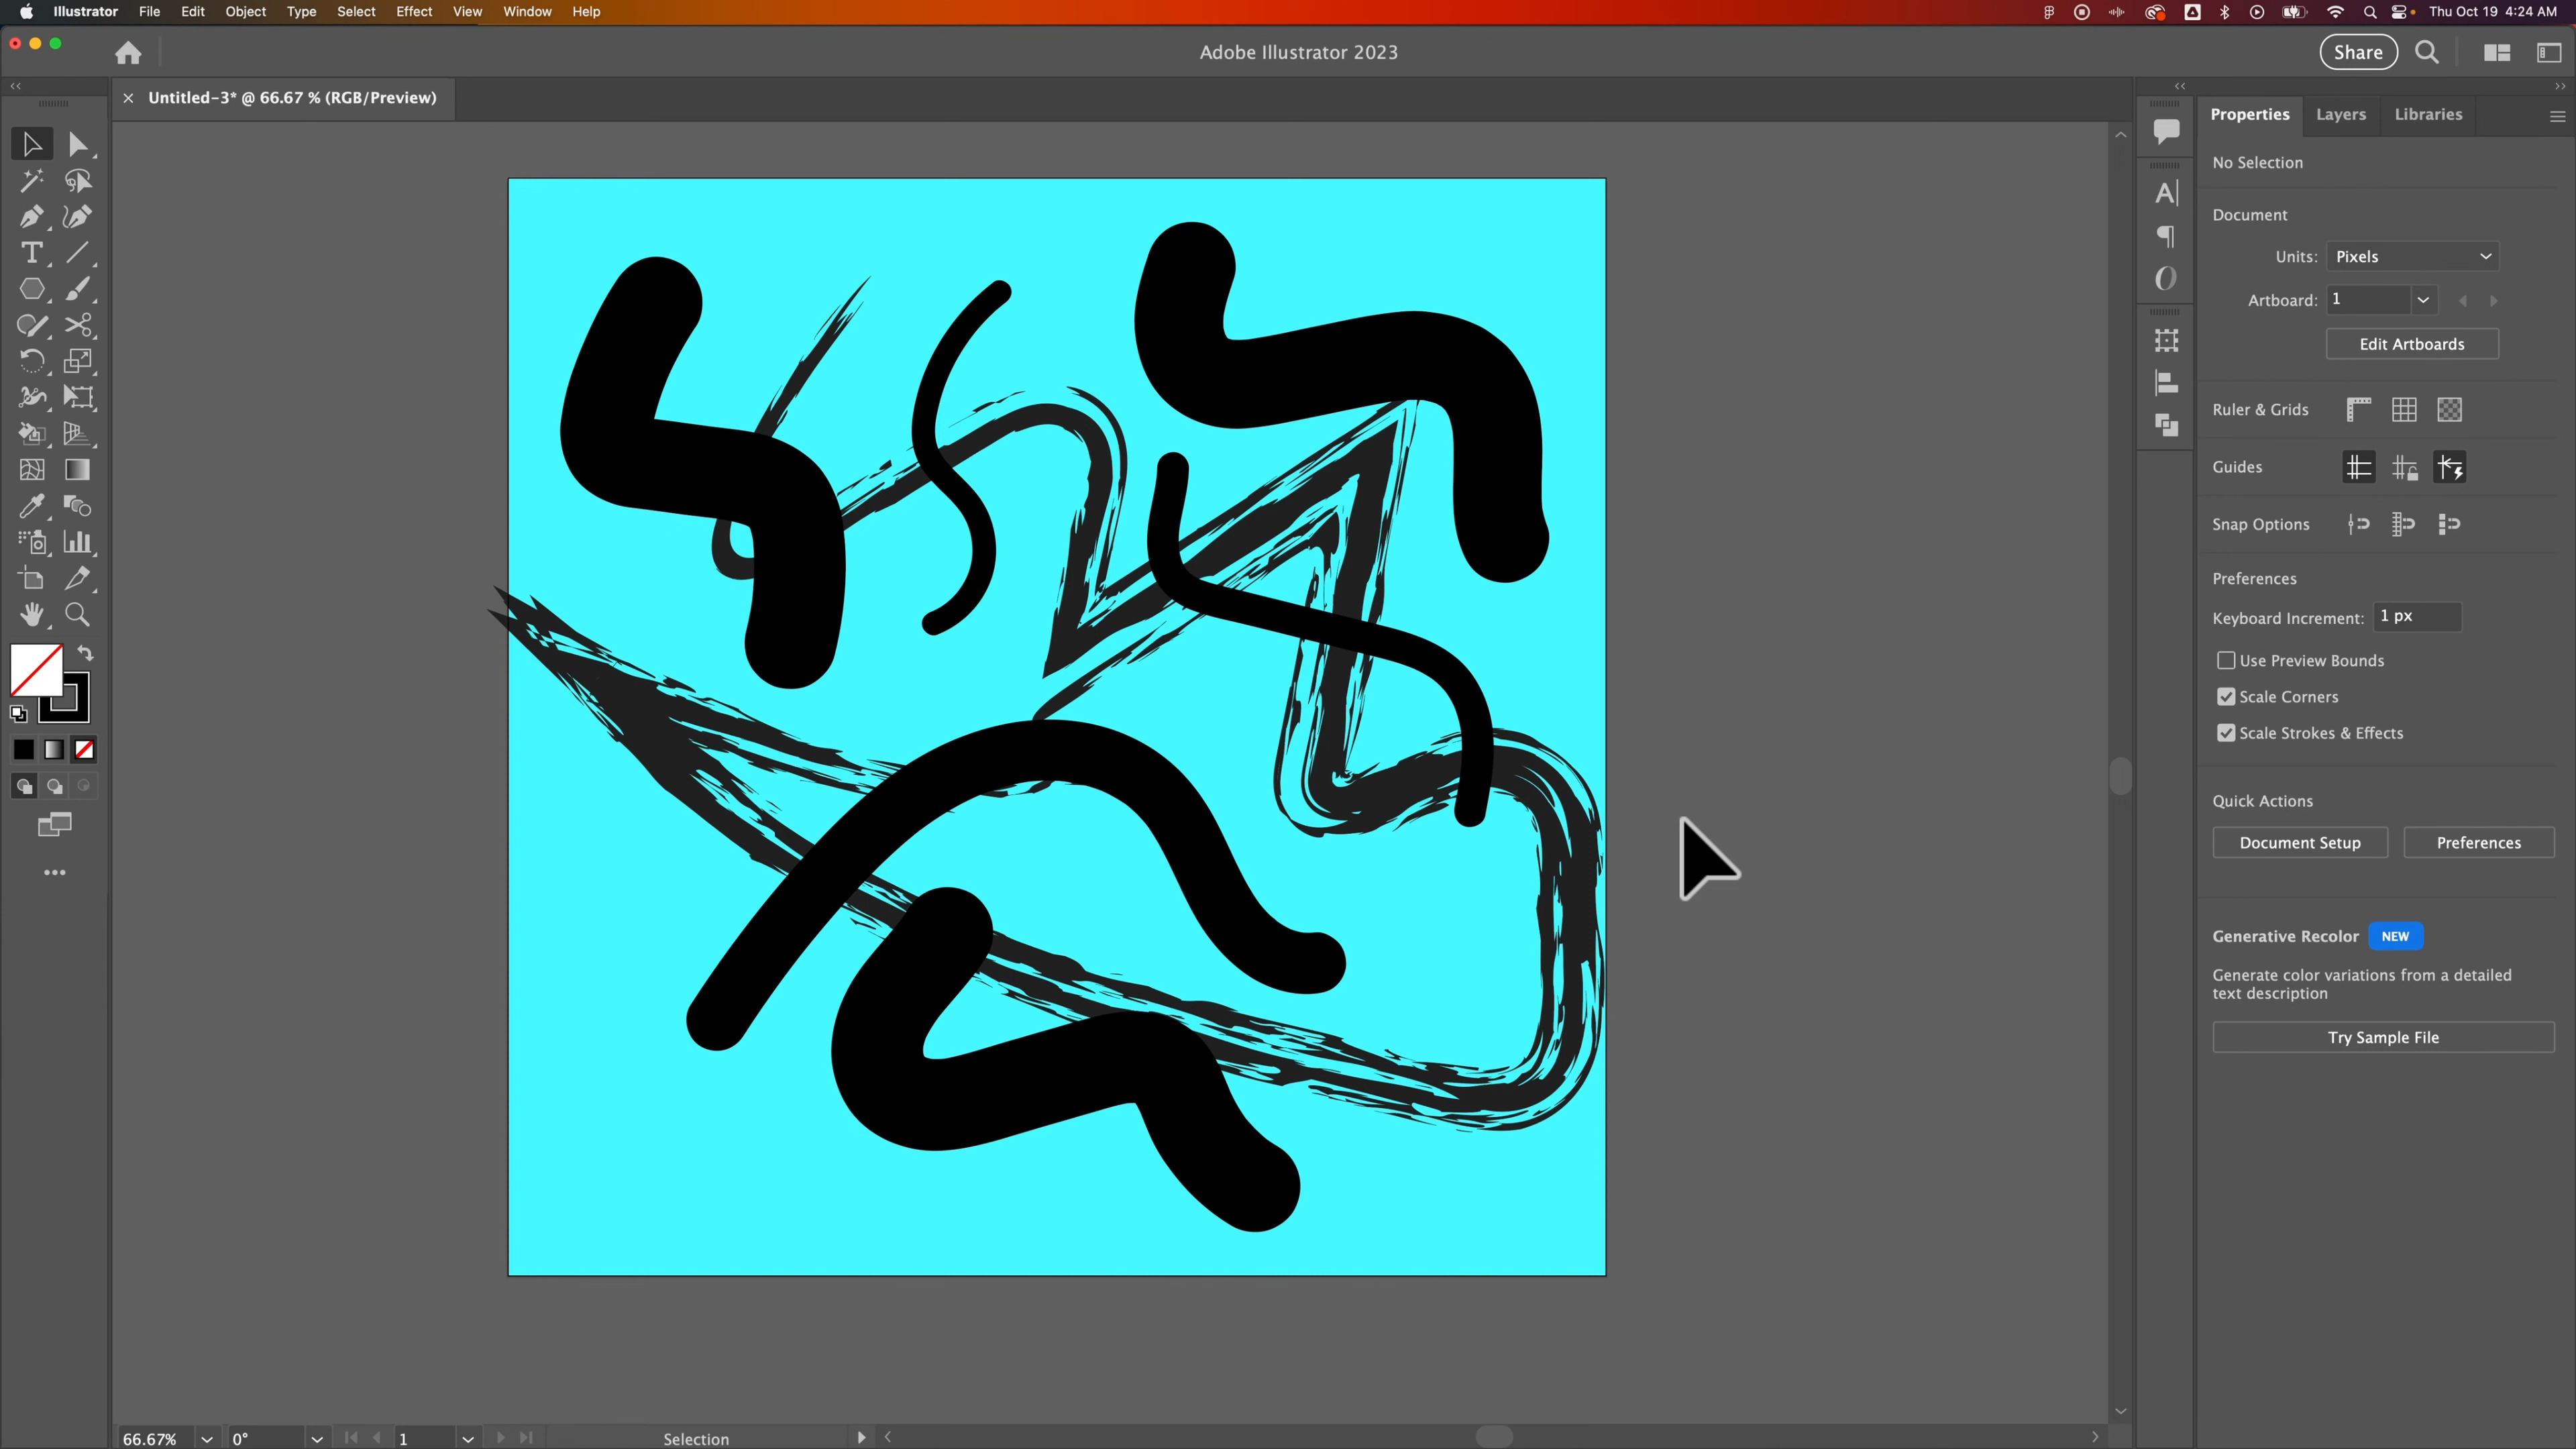 Illustrator File Edit Object Type Select Effect View Window Help Thu Oct 19 4:24 AM
Adobe Illustrator 2023 Share
Untitled-3* @ 66.67 % (RGB/Preview)
Properties Layers Libraries
No Selection
Document
Units: Pixels
Artboard: 1
Edit Artboards
Ruler & Grids
Guides
Snap Options
Preferences
Keyboard Increment: 1 px
Use Preview Bounds
Scale Corners
Scale Strokes & Effects
Quick Actions
Document Setup Preferences
Generative Recolor NEW
Generate color variations from a detailed
text description
Try Sample File
66.67% 0° 1 Selection